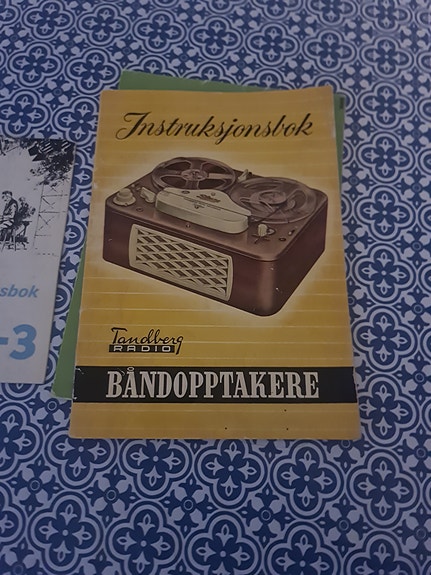 Instruksjonsbok
Tandberg
RADIO
BÅNDOPPTAKERE
sbok
-3